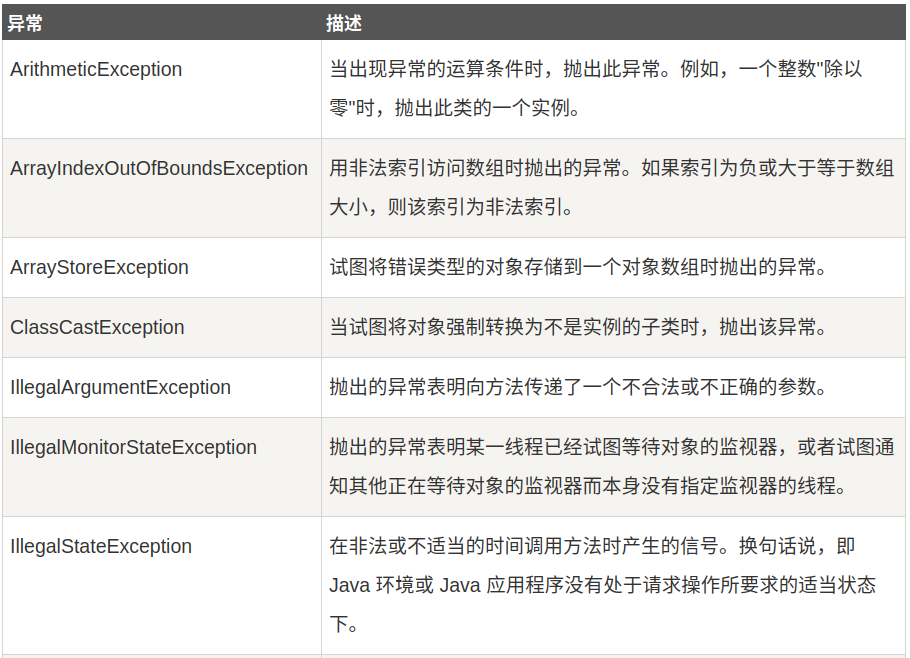 异常 描述
ArithmeticException 当出现异常的运算条件时，抛出此异常。例如，一个整数"除以
零"时，抛出此类的一个实例。
ArrayIndexOutOfBoundsException 用非法索引访问数组时抛出的异常。如果索引为负或大于等于数组
大小，则该索引为非法索引。
ArrayStoreException 试图将错误类型的对象存储到一个对象数组时抛出的异常。
ClassCastException 当试图将对象强制转换为不是实例的子类时，抛出该异常。
IllegalArgumentException 抛出的异常表明向方法传递了一个不合法或不正确的参数。
IllegalMonitorStateException 抛出的异常表明某一线程已经试图等待对象的监视器，或者试图通
知其他正在等待对象的监视器而本身没有指定监视器的线程。
IllegalStateException 在非法或不适当的时间调用方法时产生的信号。换句话说，即
Java 环境或 Java 应用程序没有处于请求操作所要求的适当状态
下。